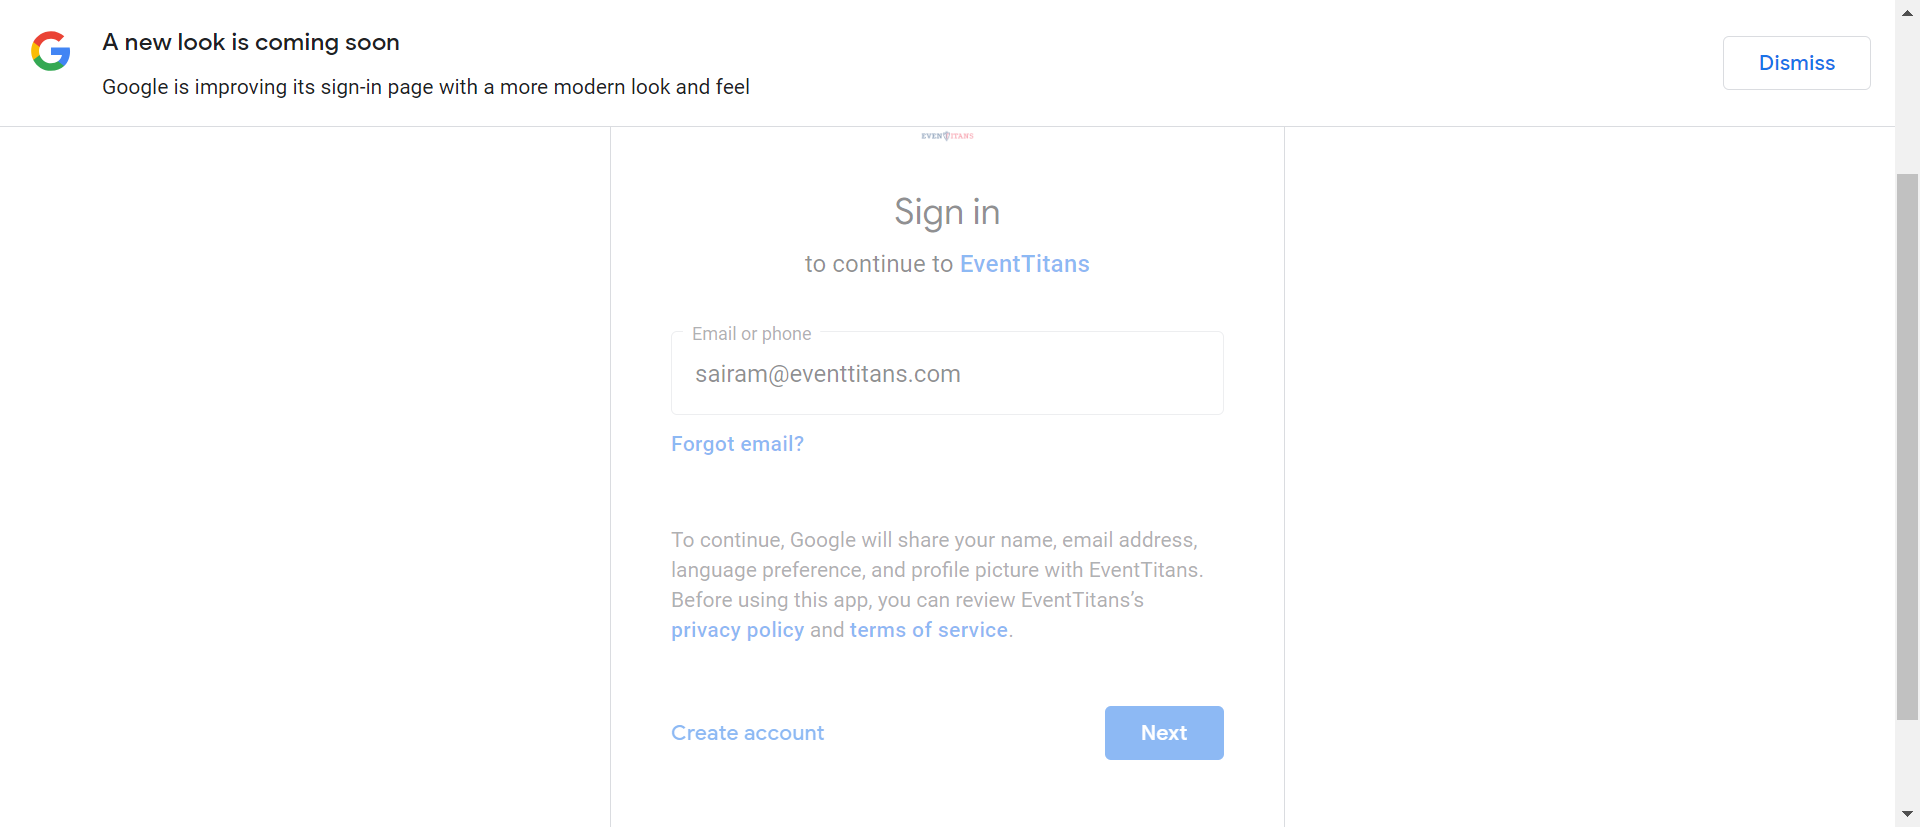 A new look is coming soon
Google is improving its sign-in page with a more modern look and feel
Dismiss
EVENTITANS
Sign in
to continue to EventTitans
Email or phone
sairam@eventtitans.com
Forgot email?
To continue, Google will share your name, email address,
language preference, and profile picture with EventTitans.
Before using this app, you can review EventTitans’s
privacy policy and terms of service.
Create account
Next